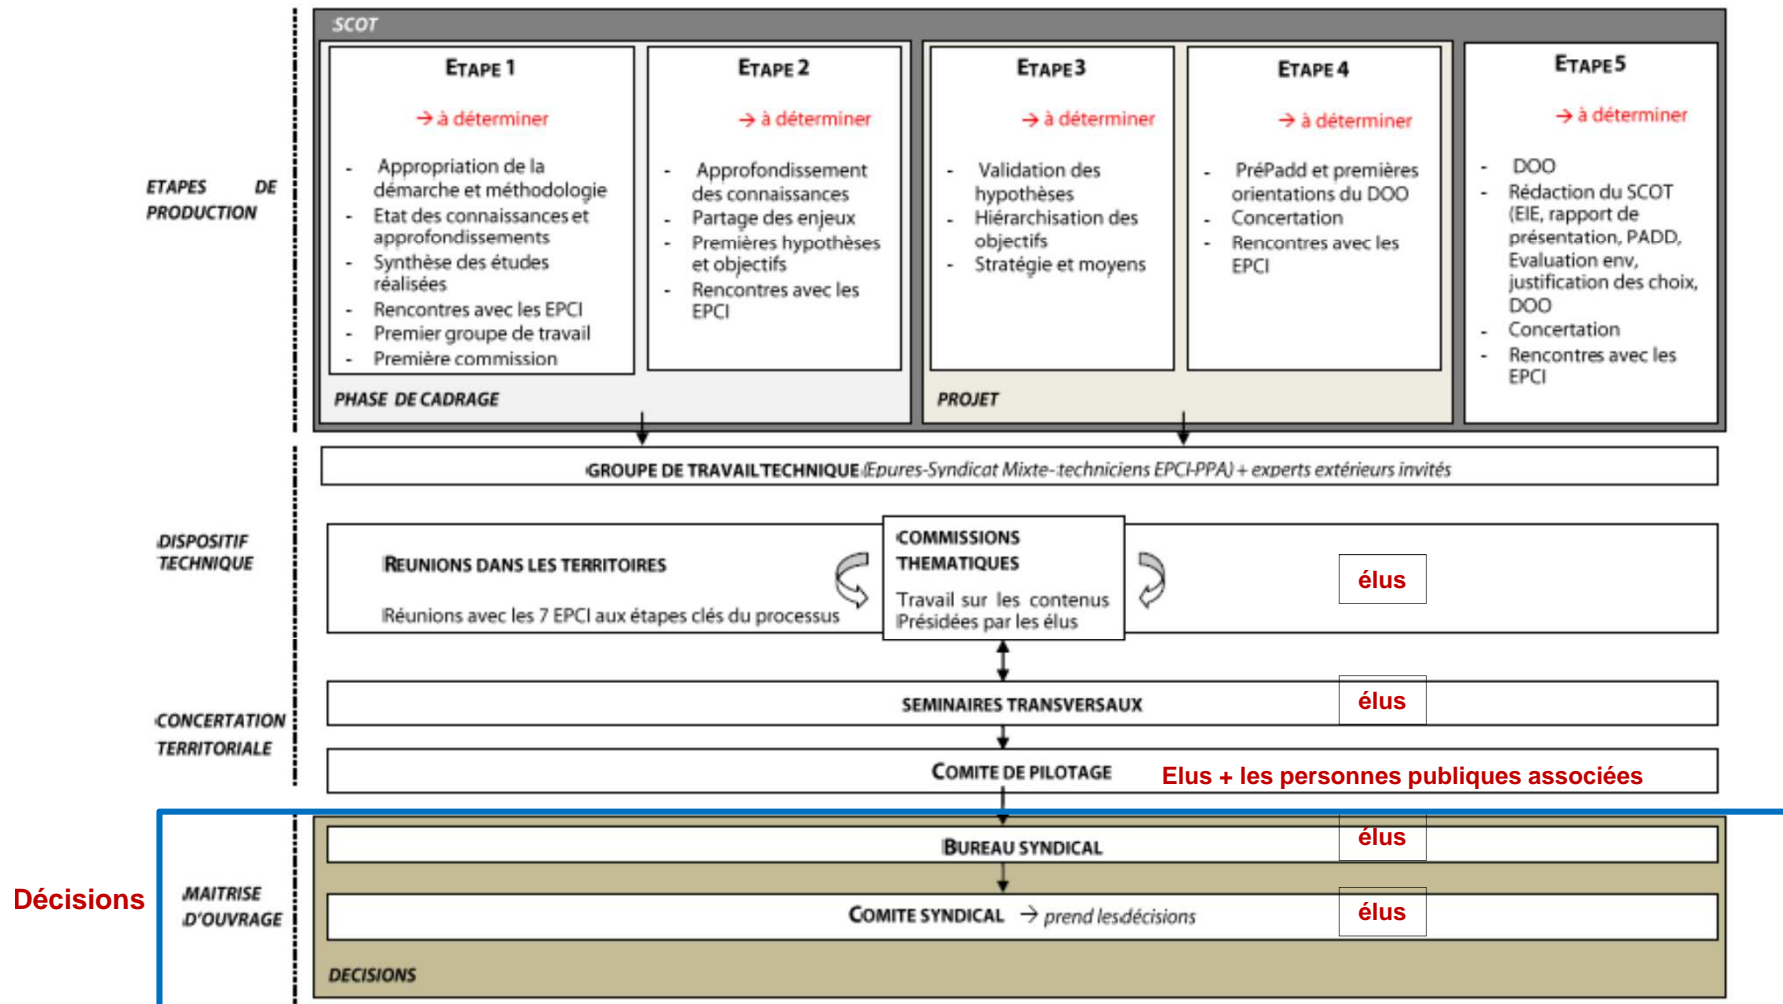 SCOT
ETAPE 1
→ à déterminer
- Appropriation de la
démarche et méthodologie
- Etat des connaissances et
approfondissements
- Synthèse des études
réalisées
- Rencontres avec les EPCI
- Premier groupe de travail
- Première commission
ETAPE 2
→ à déterminer
- Approfondissement
des connaissances
- Partage des enjeux
- Premières hypothèses
et objectifs
- Rencontres avec les
EPCI
PHASE DE CADRAGE
ETAPE 3
→ à déterminer
- Validation des
hypothèses
- Hiérarchisation des
objectifs
- Stratégie et moyens
ETAPE 4
→ à déterminer
- PréPadd et premières
orientations du DOO
- Concertation
- Rencontres avec les
EPCI
PROJET
ETAPE 5
→ à déterminer
- DOO
- Rédaction du SCOT
(EIE, rapport de
présentation, PADD,
Evaluation env,
justification des choix,
DOO
- Concertation
- Rencontres avec les
EPCI
ETAPES DE
PRODUCTION
GROUPE DE TRAVAIL TECHNIQUE (Epures-Syndicat Mixte-techniciens EPCI-PPA) + experts extérieurs invités
DISPOSITIF
TECHNIQUE
REUNIONS DANS LES TERRITOIRES
Réunions avec les 7 EPCI aux étapes clés du processus
COMMISSIONS
THEMATIQUES
Travail sur les contenus
Présidées par les élus
élus
CONCERTATION
TERRITORIALE
SEMINAIRES TRANSVERSAUX
élus
COMITE DE PILOTAGE
Elus + les personnes publiques associées
Décisions
MAITRISE
D'OUVRAGE
BUREAU SYNDICAL
élus
COMITE SYNDICAL → prend les décisions
élus
DECISIONS